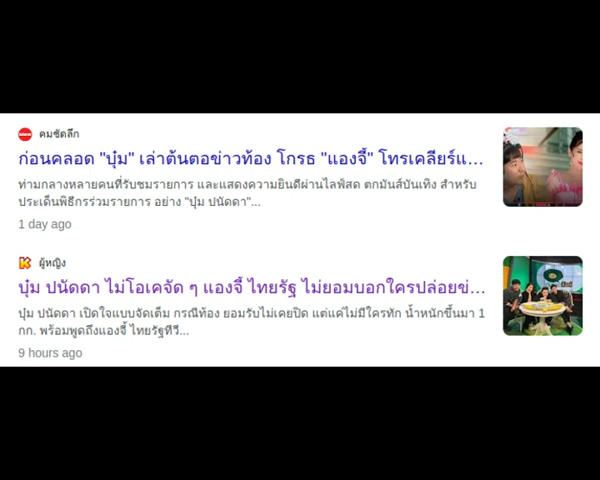 คมชัดลึก
ก่อนคลอด "บุ๋ม" เล่าต้นตอข่าวท้อง โกรธ "แองจี้" โทรเคลียร์แ...
ท่ามกลางหลายคนที่รับชมรายการ และแสดงความยินดีผ่านไลฟ์สด ตกมันส์บันเทิง สำหรับ
ประเด็นพิธีกรร่วมรายการ อย่าง "บุ๋ม ปนัดดา"...
1 day ago
ผู้หญิง
บุ๋ม ปนัดดา ไม่โอเคจัด ๆ แองจี้ ไทยรัฐ ไม่ยอมบอกใครปล่อยข่...
บุ๋ม ปนัดดา เปิดใจแบบจัดเต็ม กรณีท้อง ยอมรับไม่เคยปิด แต่แค่ไม่มีใครทัก น้ำหนักขึ้นมา 1
กก. พร้อมพูดถึงแองจี้ ไทยรัฐทีวี...
9 hours ago